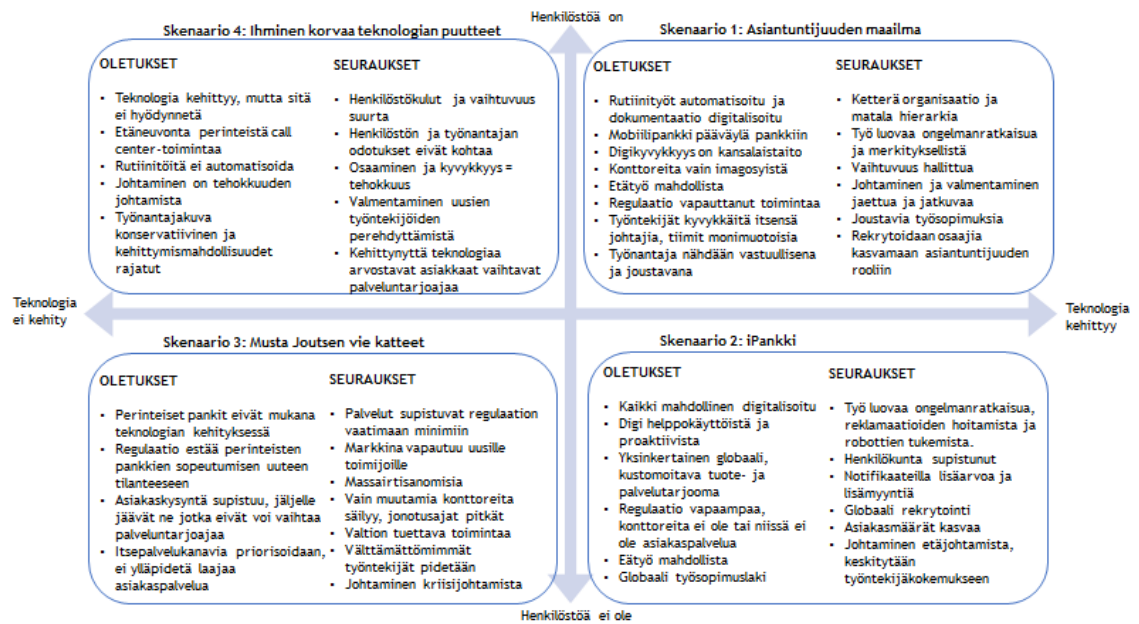 Henkilöstöä on
Skenaario 4: Ihminen korvaa teknologian puutteet
OLETUKSET
• Teknologia kehittyy, mutta sitä
ei hyödynnetä
• Etäneuvonta perinteistä call
center-toimintaa
• Rutiinitöitä ei automatisoida
• Johtaminen on tehokkuuden
johtamista
• Työnantajakuva
konservatiivinen ja
kehittymismahdollisuudet
rajatut
SEURAUKSET
• Henkilöstökulut ja vaihtuvuus
suurta
• Henkilöstön ja työnantajan
odotukset eivät kohtaa
• Osaaminen ja kyvykkyys =
tehokkuus
• Valmentaminen uusien
työntekijöiden
perehdyttämistä
• Kehittynyttä teknologiaa
arvostavat asiakkaat vaihtavat
palveluntarjoajaa
Skenaario 1: Asiantuntijuuden maailma
OLETUKSET
• Rutiinityöt automatisoitu ja
dokumentaatio digitalisoitu
• Mobiilipankki pääväylä pankkiin
• Digikyvykkyys on kansalaistaito
• Konttoreita vain imagosyistä
• Etätyö mahdollista
• Regulaatio vapauttanut toimintaa
• Työntekijät kyvykkäitä itsensä
johtajia, tiimit monimuotoisia
• Työnantaja nähdään vastuullisena
ja joustavana
SEURAUKSET
• Ketterä organisaatio ja
matala hierarkia
• Työ luovaa ongelmanratkaisua
ja merkityksellistä
• Vaihtuvuus hallittua
• Johtaminen ja valmentaminen
jaettua ja jatkuvaa
• Joustavia työsopimuksia
• Rekrytoidaan osaajia
kasvamaan asiantuntijuuden
rooliin
Teknologia
ei kehity
Teknologia
kehittyy
Skenaario 3: Musta Joutsen vie katteet
OLETUKSET
• Perinteiset pankit eivät mukana
teknologian kehityksessä
• Regulaatio estää perinteisten
pankkien sopeutumisen uuteen
tilanteeseen
• Asiakaskysyntä supistuu, jäljelle
jäävät ne jotka eivät voi vaihtaa
palveluntarjoajaa
• Itsepalvelukanavia priorisoidaan,
ei ylläpidetä laajaa
asiakaspalvelua
SEURAUKSET
• Palvelut supistuvat regulaation
vaatimaan minimiin
• Markkina vapautuu uusille
toimijoille
• Massairtisanomisia
• Vain muutamia konttoreita
säilyy, jonotusajat pitkät
• Valtion tuettava toimintaa
• Välttämättömimmät
työntekijät pidetään
• Johtaminen kriisijohtamista
Skenaario 2: iPankki
OLETUKSET
• Kaikki mahdollinen digitalisoitu
• Digi helppokäyttöistä ja
proaktiivista
• Yksinkertainen globaali,
kustomoitava tuote- ja
palvelutarjooma
• Regulaatio vapaampaa,
konttoreita ei ole tai niissä ei
ole asiakaspalvelua
• Eätyö mahdollista
• Globaali työsopimuslaki
SEURAUKSET
• Työ luovaa ongelmanratkaisua,
reklamaatioiden hoitamista ja
robottien tukemista.
• Henkilökunta supistunut
• Notifikaateilla lisäarvoa ja
lisämyyntiä
• Globaali rekrytointi
• Asiakasmäärät kasvaa
• Johtaminen etäjohtamista,
keskitytään
työntekijäkokemukseen
Henkilöstöä ei ole